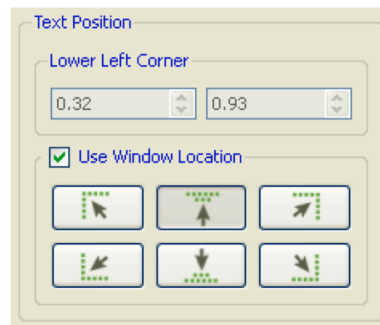 Text Position
Lower Left Corner
0.32 0.93
Use Window Location